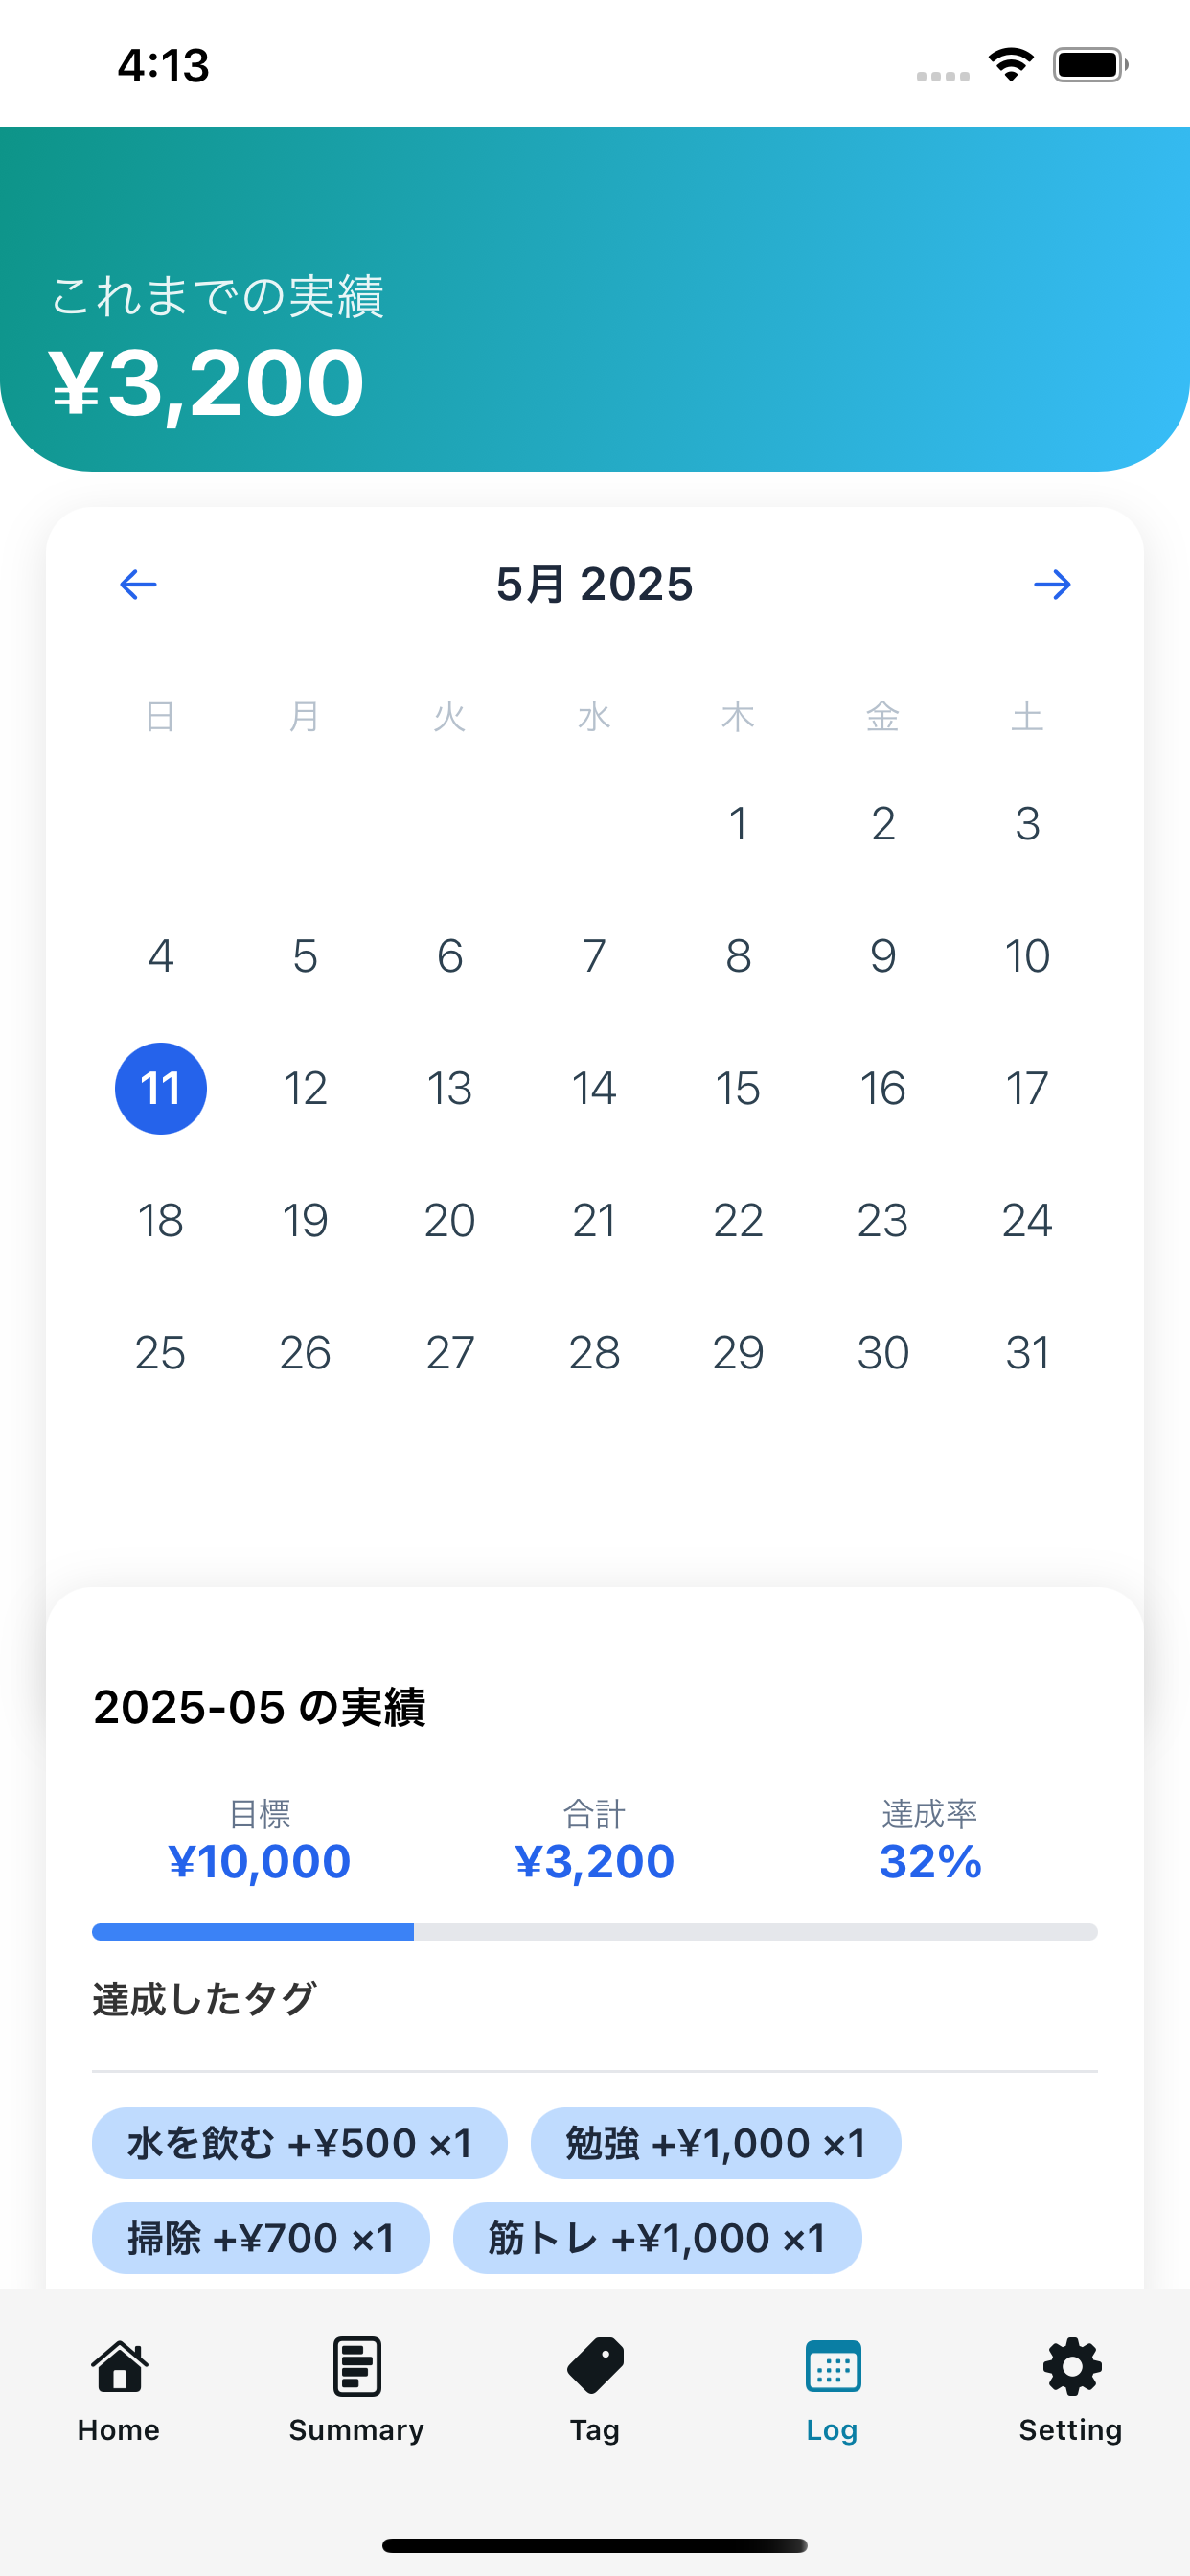 4:13
これまでの実績
¥3,200
5月 2025
日 月 火 水 木 金 土
1 2 3
4 5 6 7 8 9 10
11 12 13 14 15 16 17
18 19 20 21 22 23 24
25 26 27 28 29 30 31
2025-05 の実績
目標 合計 達成率
¥10,000 ¥3,200 32%
達成したタグ
水を飲む +¥500 ×1 勉強 +¥1,000 ×1
掃除 +¥700 ×1 筋トレ +¥1,000 ×1
Home Summary Tag Log Setting